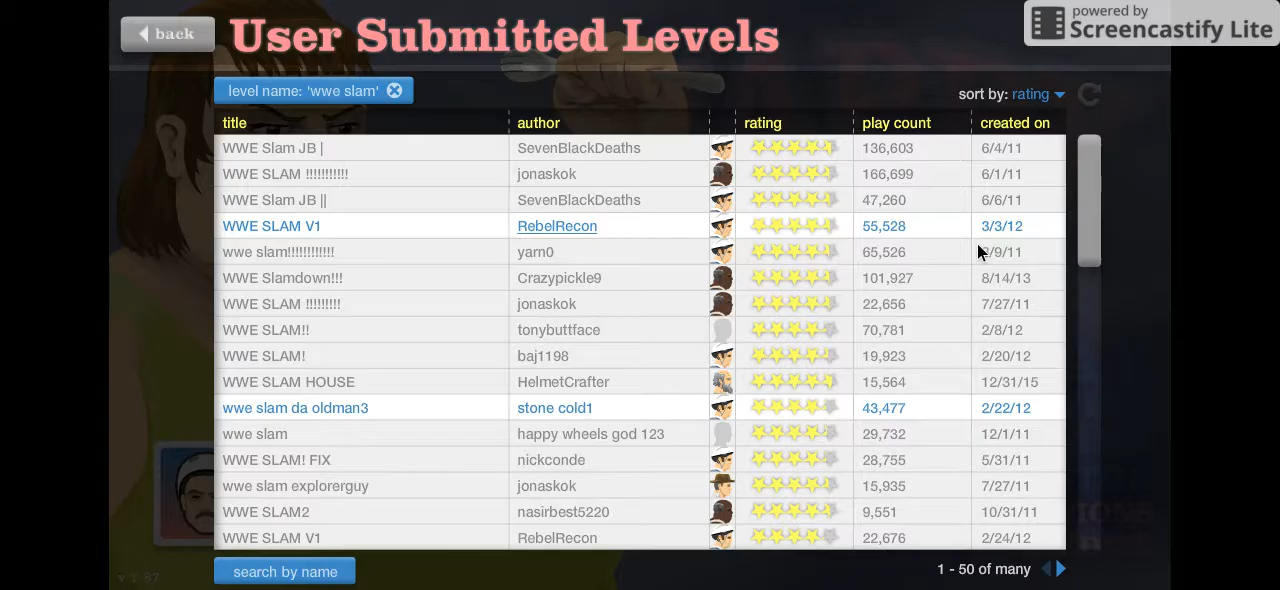 back
User Submitted Levels
powered by
Screencastify Lite
level name: 'wwe slam'
sort by: rating
title author rating play count created on
WWE Slam JB | SevenBlackDeaths 136,603 6/4/11
WWE SLAM !!!!!!!!!!! jonaskok 166,699 6/1/11
WWE Slam JB || SevenBlackDeaths 47,260 6/6/11
WWE SLAM V1 RebelRecon 55,528 3/3/12
wwe slam!!!!!!!!!!!! yarn0 65,526 /9/11
WWE Slamdown!!! Crazypickle9 101,927 8/14/13
WWE SLAM !!!!!!!!! jonaskok 22,656 7/27/11
WWE SLAM!! tonybuttface 70,781 2/8/12
WWE SLAM! baj1198 19,923 2/20/12
WWE SLAM HOUSE HelmetCrafter 15,564 12/31/15
wwe slam da oldman3 stone cold1 43,477 2/22/12
wwe slam happy wheels god 123 29,732 12/1/11
WWE SLAM! FIX nickconde 28,755 5/31/11
wwe slam explorerguy jonaskok 15,935 7/27/11
WWE SLAM2 nasirbest5220 9,551 10/31/11
WWE SLAM V1 RebelRecon 22,676 2/24/12
search by name
1 - 50 of many
v 1.87